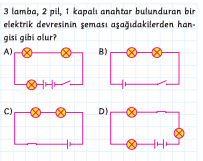 3 lamba, 2 pil, 1 kapalı anahtar bulunduran bir
elektrik devresinin şeması aşağıdakilerden han-
gisi gibi olur?
A) B)
C) D)